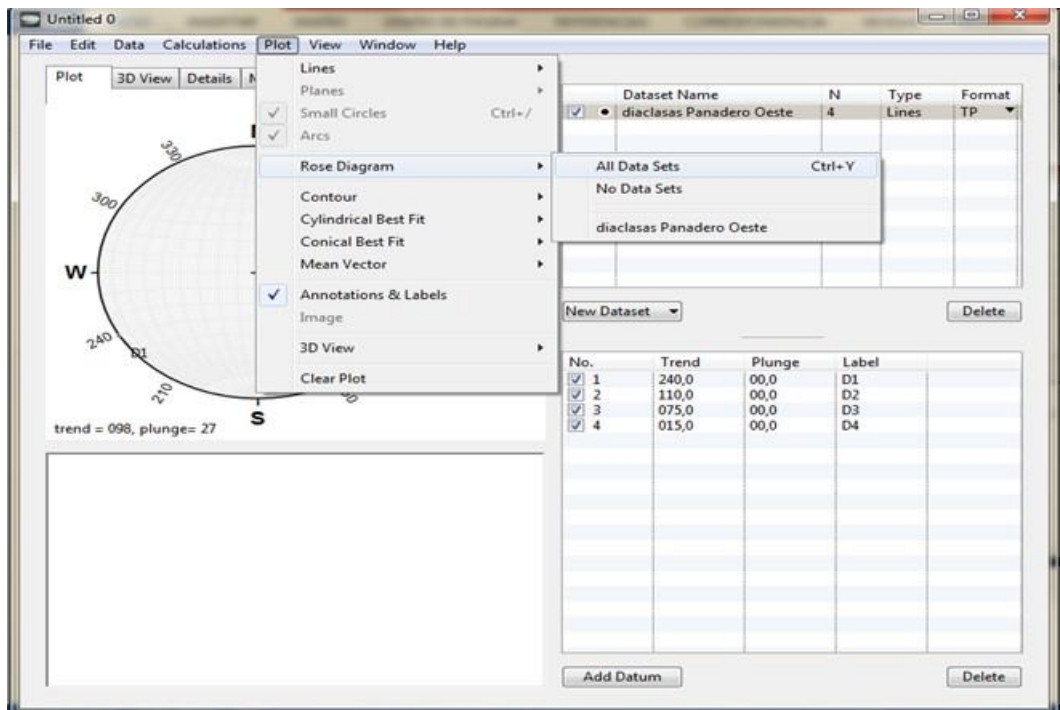 Untitled 0
File Edit Data Calculations Plot View Window Help
Plot 3D View Details
Lines
Planes
Small Circles Ctrl+/
Arcs
Rose Diagram
Contour
Cylindrical Best Fit
Conical Best Fit
Mean Vector
Annotations & Labels
Image
3D View
Clear Plot
All Data Sets Ctrl+Y
No Data Sets
diaclasas Panadero Oeste
330
300
W
240
D1
210
S
trend = 098, plunge= 27
Dataset Name N Type Format
diaclasas Panadero Oeste 4 Lines TP
New Dataset Delete
No. Trend Plunge Label
1 240,0 00,0 D1
2 110,0 00,0 D2
3 075,0 00,0 D3
4 015,0 00,0 D4
Add Datum Delete